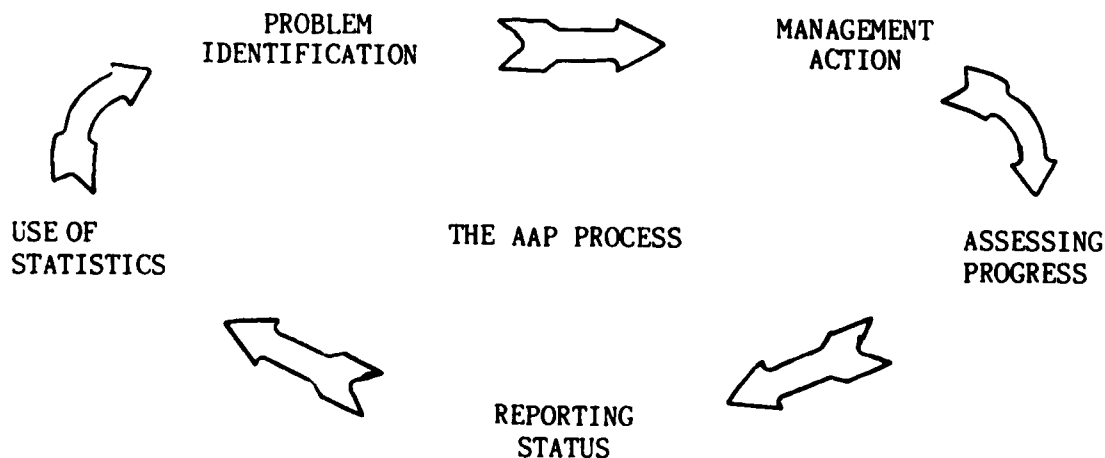 PROBLEM
IDENTIFICATION
MANAGEMENT
ACTION
USE OF
STATISTICS
THE AAP PROCESS
ASSESSING
PROGRESS
REPORTING
STATUS